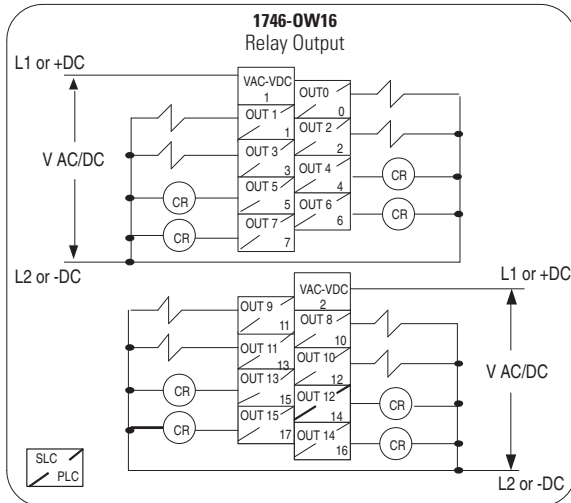 1746-OW16
Relay Output
L1 or +DC
VAC-VDC
1
OUT0
0
OUT 1
1
OUT 2
2
OUT 3
3
OUT 4
4
CR
OUT 5
5
CR
OUT 6
6
CR
OUT 7
7
CR
V AC/DC
L2 or -DC
L1 or +DC
VAC-VDC
2
OUT 9
11
OUT 8
10
OUT 11
13
OUT 10
12
V AC/DC
CR
OUT 13
15
OUT 12
14
CR
CR
OUT 15
17
OUT 14
16
CR
SLC
PLC
L2 or -DC